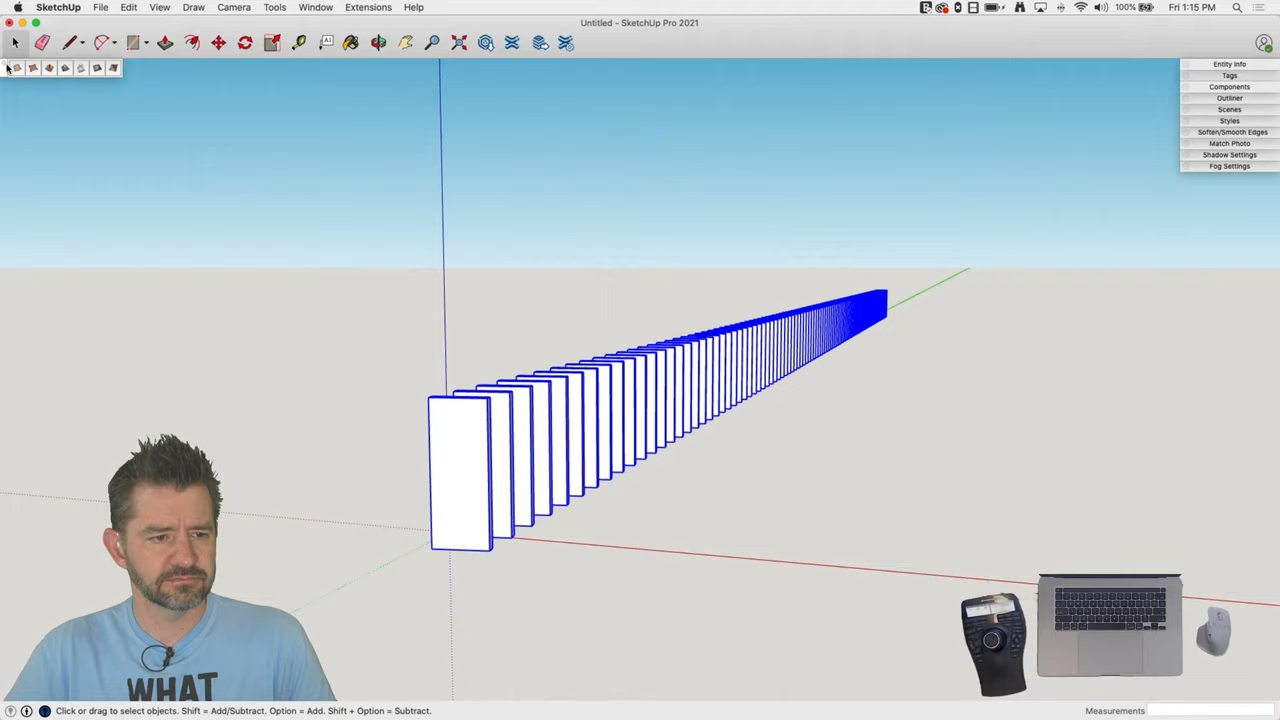 SketchUp File Edit View Draw Camera Tools Window Extensions Help 100% Fri 1:15 PM
Untitled - SketchUp Pro 2021
A1
Entity Info
Tags
Components
Outliner
Scenes
Styles
Soften/Smooth Edges
Match Photo
Shadow Settings
Fog Settings
WHAT
Click or drag to select objects. Shift = Add/Subtract. Option = Add. Shift + Option = Subtract.
Measurements